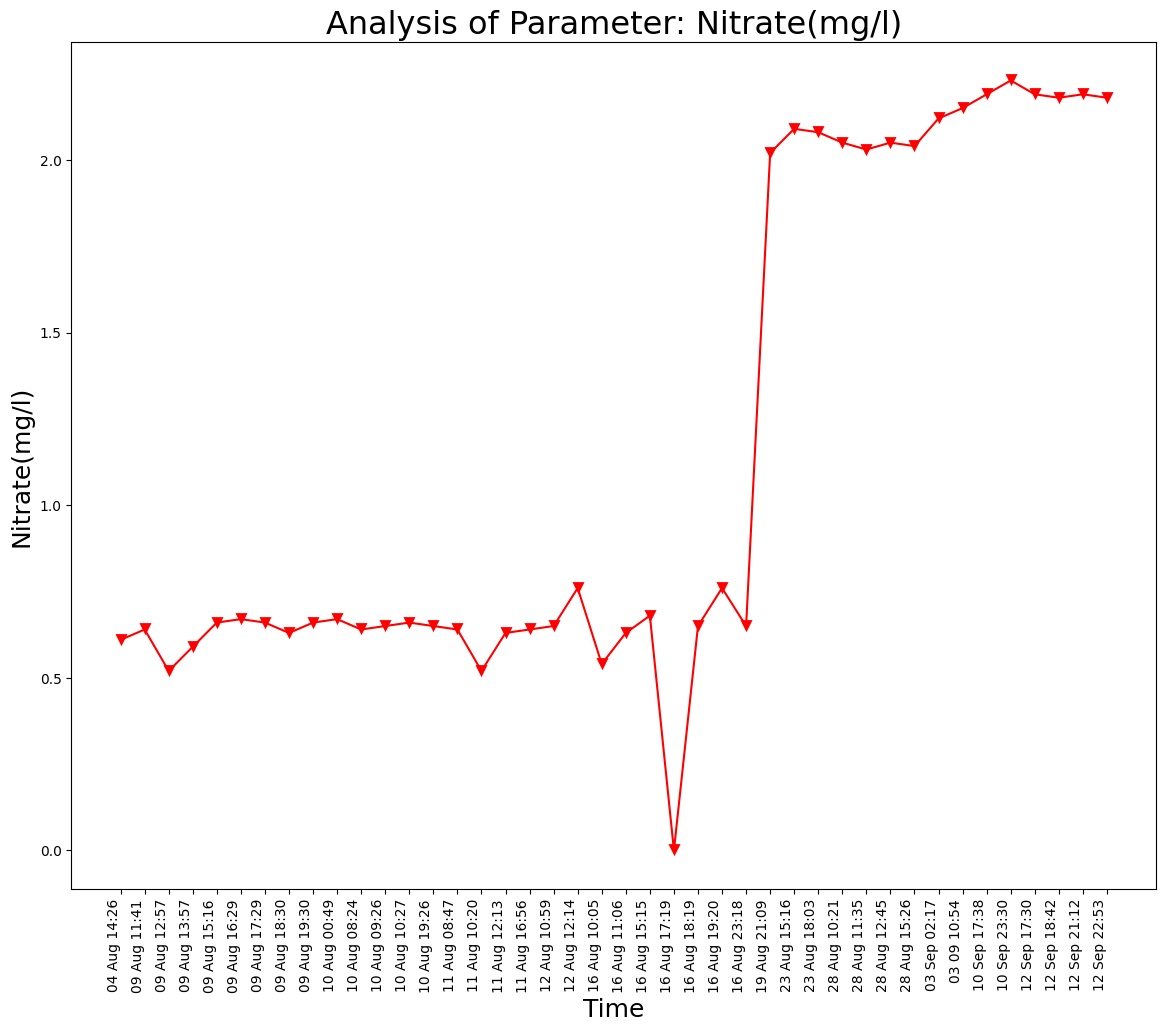 Analysis of Parameter: Nitrate(mg/l)
Nitrate(mg/l)
2.0
1.5
1.0
0.5
0.0
04 Aug 14:26
09 Aug 11:41
09 Aug 12:57
09 Aug 13:57
09 Aug 15:16
09 Aug 16:29
09 Aug 17:29
09 Aug 18:30
09 Aug 19:30
10 Aug 00:49
10 Aug 08:24
10 Aug 09:26
10 Aug 10:27
10 Aug 19:26
11 Aug 08:47
11 Aug 10:20
11 Aug 12:13
11 Aug 16:56
12 Aug 10:59
12 Aug 12:14
16 Aug 10:05
16 Aug 11:06
16 Aug 15:15
16 Aug 17:19
16 Aug 18:19
16 Aug 19:20
16 Aug 23:18
19 Aug 21:09
23 Aug 15:16
23 Aug 18:03
28 Aug 10:21
28 Aug 11:35
28 Aug 12:45
28 Aug 15:26
03 Sep 02:17
03 09 10:54
10 Sep 17:38
10 Sep 23:30
12 Sep 17:30
12 Sep 18:42
12 Sep 21:12
12 Sep 22:53
Time